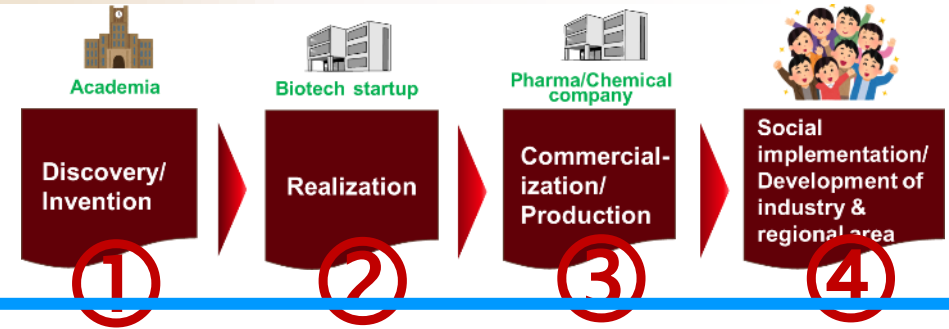 Academia
Discovery/
Invention
①
Biotech startup
Realization
②
Pharma/Chemical
company
Commercial-
ization/
Production
③
Social
implementation/
Development of
industry &
regional area
④